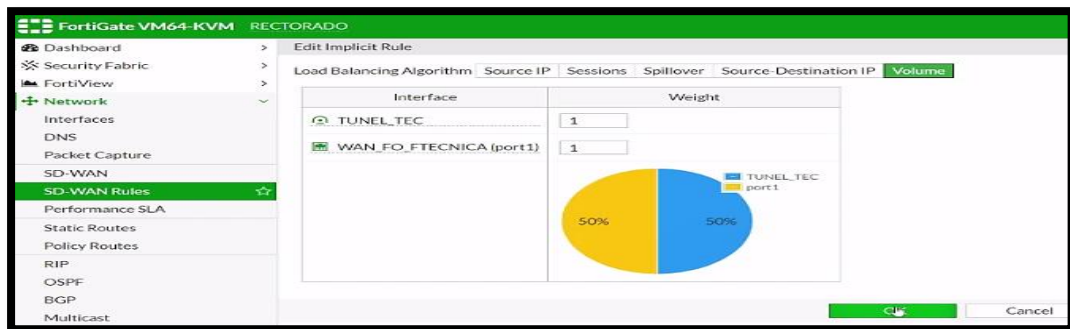 FortiGate VM64-KVM RECTORADO
Dashboard
Security Fabric
FortiView
Network
Interfaces
DNS
Packet Capture
SD-WAN
SD-WAN Rules
Performance SLA
Static Routes
Policy Routes
RIP
OSPF
BGP
Multicast
Edit Implicit Rule
Load Balancing Algorithm Source IP Sessions Spillover Source-Destination IP Volume
Interface Weight
TUNEL_TEC 1
WAN_FO_FTECNICA (port1) 1
TUNEL_TEC
port1
50% 50%
OK Cancel